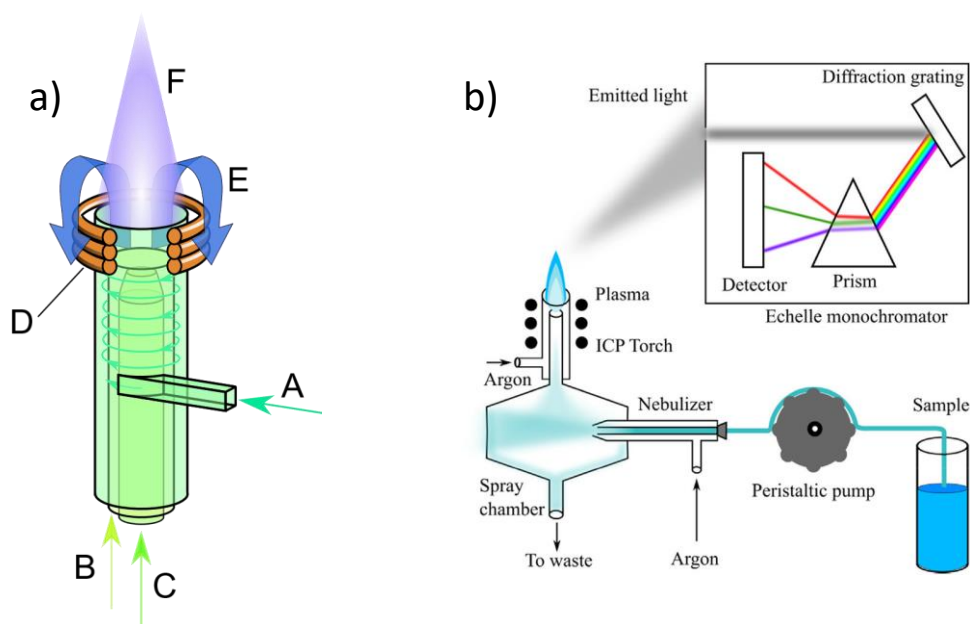 a)
F
E
D
A
B
C
b)
Emitted light
Diffraction grating
Detector
Prism
Echelle monochromator
Plasma
ICP Torch
Argon
Nebulizer
Sample
Spray
chamber
Peristaltic pump
To waste
Argon